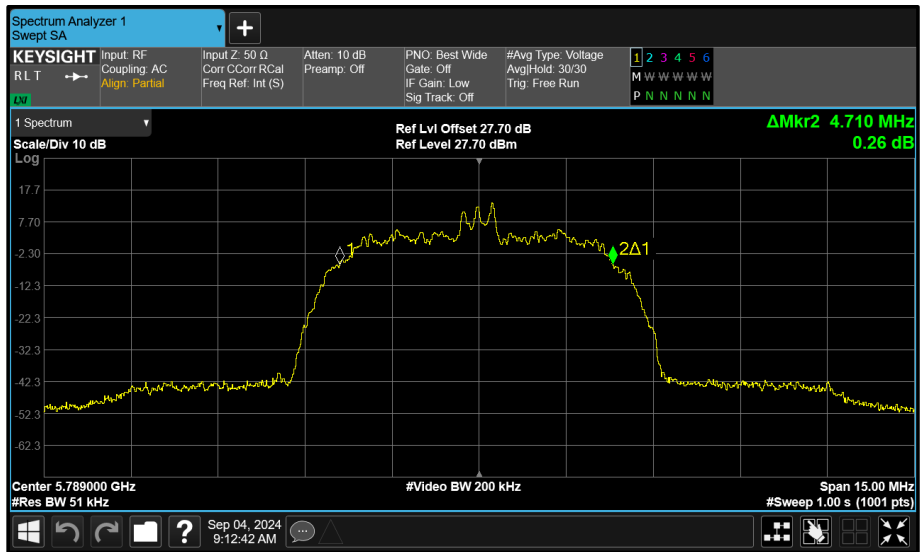 Spectrum Analyzer 1
Swept SA
KEYSIGHT
R L T
LXI
Input: RF
Coupling: AC
Align: Partial
Input Z: 50 Ω
Corr CCorr RCal
Freq Ref: Int (S)
Atten: 10 dB
Preamp: Off
PNO: Best Wide
Gate: Off
IF Gain: Low
Sig Track: Off
#Avg Type: Voltage
Avg|Hold: 30/30
Trig: Free Run
1 2 3 4 5 6
M W W W W W
P N N N N N
1 Spectrum
Scale/Div 10 dB
Ref Lvl Offset 27.70 dB
Ref Level 27.70 dBm
ΔMkr2 4.710 MHz
0.26 dB
Log
17.7
7.70
-2.30
-12.3
-22.3
-32.3
-42.3
-52.3
-62.3
1
2Δ1
Center 5.789000 GHz
#Video BW 200 kHz
Span 15.00 MHz
#Res BW 51 kHz
#Sweep 1.00 s (1001 pts)
?
Sep 04, 2024
9:12:42 AM